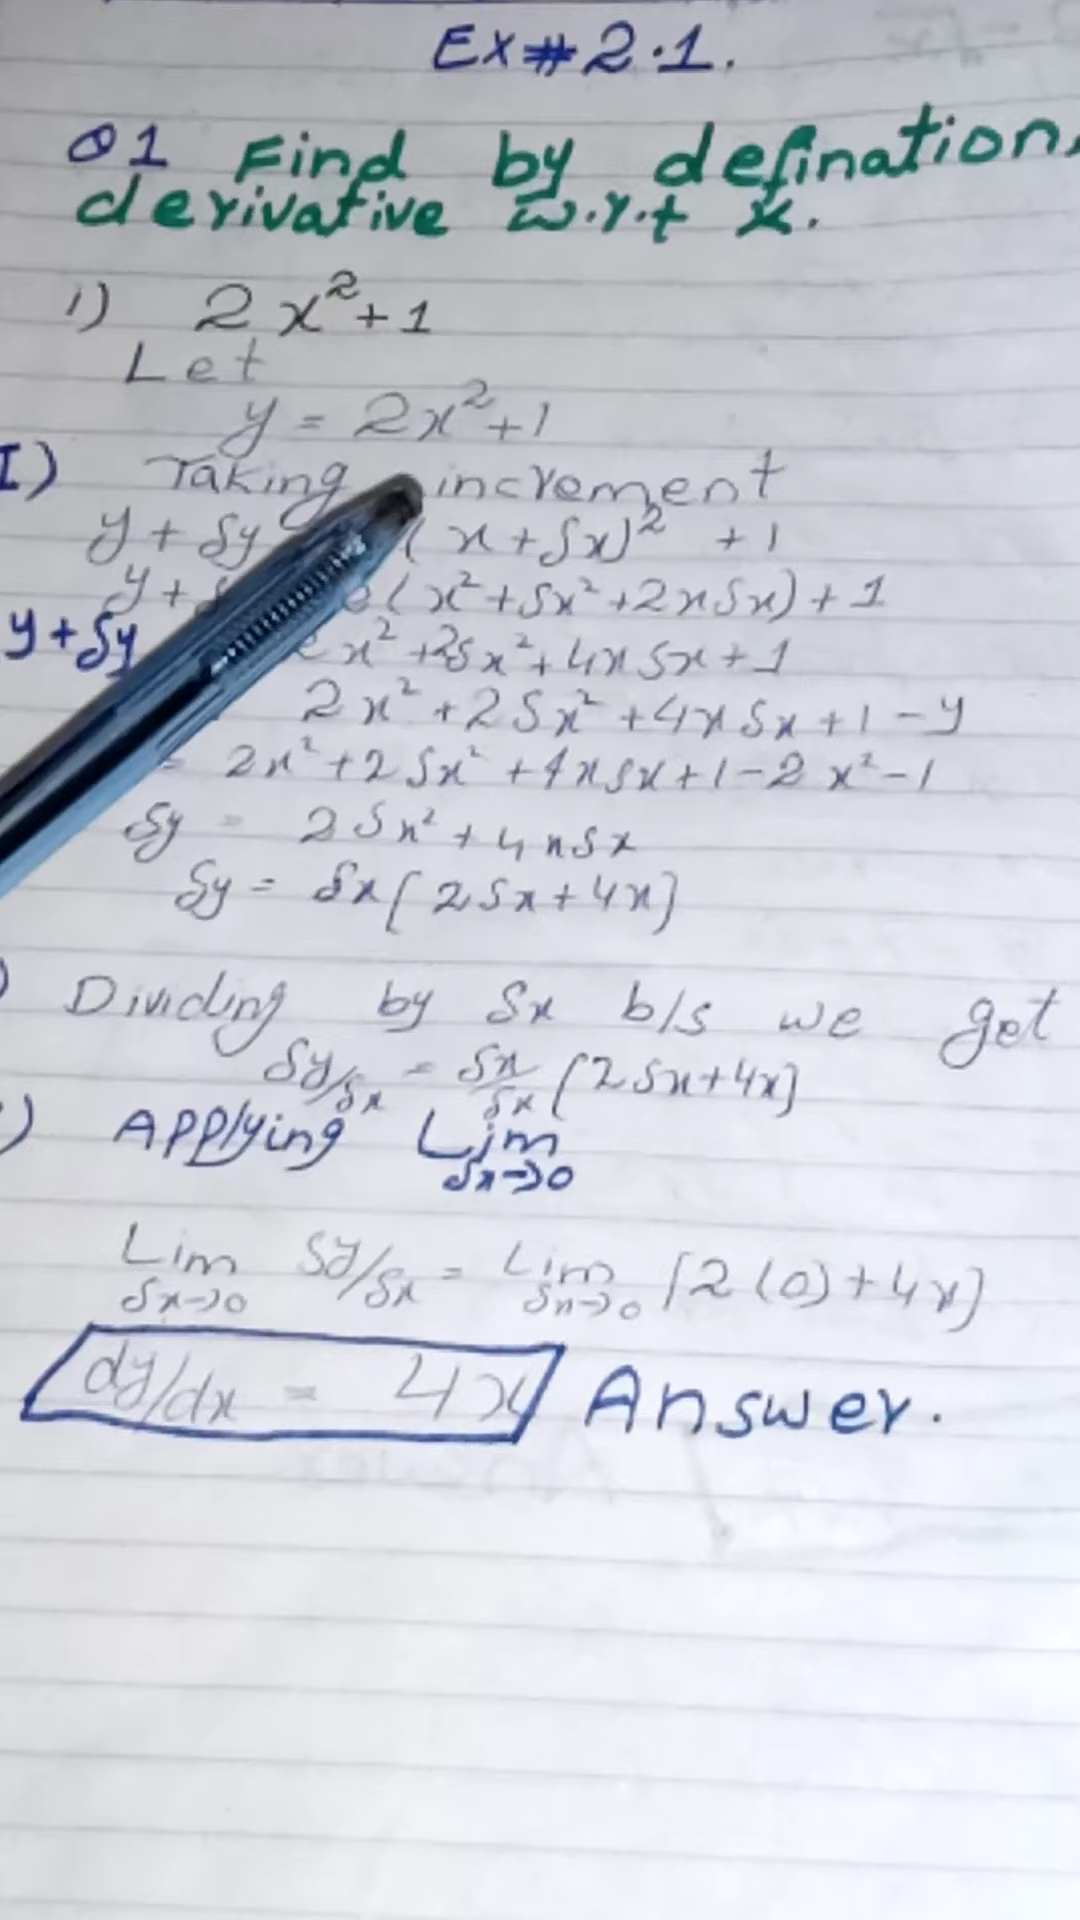 Ex# 2.1.
Q1 Find by defination,
derivative w.r.t x.
i) 2x²+1
Let
y = 2x²+1
I) Taking increment
y + δy (x+δx)² +1
y + (x²+δx²+2xδx)+1
y+δy x²+2δx²+4xδx+1
2x²+2δx²+4xδx+1-y
= 2x²+2δx²+4xδx+1-2x²-1
δy = 2δx²+4xδx
δy = δx[2δx+4x]
) Dividing by δx b/s we get
δy/δx = δx/δx [2δx+4x]
) Applying Lim
δx→0
Lim δy/δx = Lim [2(0)+4x]
δx→0 δx→0
dy/dx = 4x Answer.